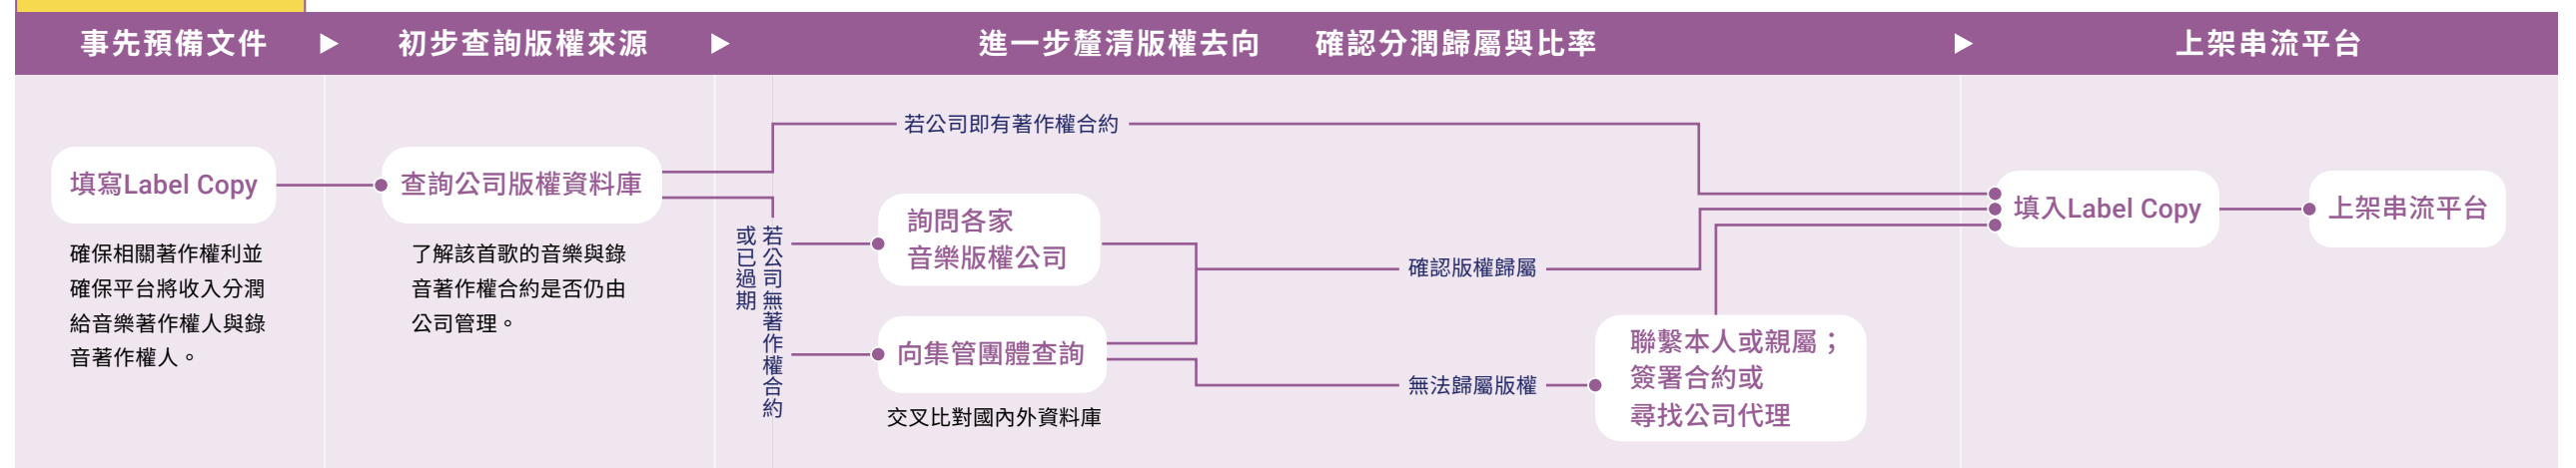 事先預備文件
初步查詢版權來源
進一步釐清版權去向 確認分潤歸屬與比率
上架串流平台
填寫Label Copy
確保相關著作權利並
確保平台將收入分潤
給音樂著作權人與錄
音著作權人。
查詢公司版權資料庫
了解該首歌的音樂與錄
音著作權合約是否仍由
公司管理。
若公司即有著作權合約
若公司無著作權合約
或已過期
詢問各家
音樂版權公司
向集管團體查詢
交叉比對國內外資料庫
確認版權歸屬
無法歸屬版權
聯繫本人或親屬；
簽署合約或
尋找公司代理
填入Label Copy
上架串流平台